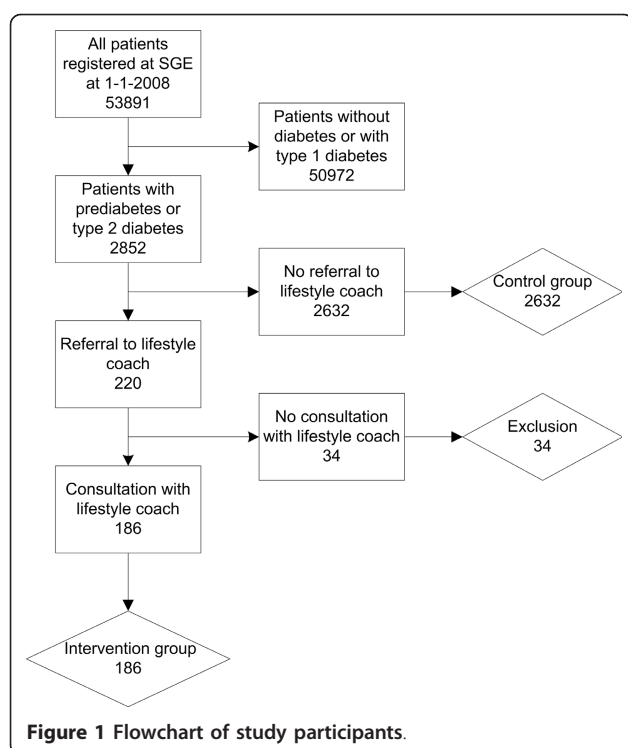 All patients
registered at SGE
at 1-1-2008
53891
Patients without
diabetes or with
type 1 diabetes
50972
Patients with
prediabetes or
type 2 diabetes
2852
No referral to
lifestyle coach
2632
Control group
2632
Referral to lifestyle
coach
220
No consultation
with lifestyle coach
34
Exclusion
34
Consultation with
lifestyle coach
186
Intervention group
186
Figure 1 Flowchart of study participants.